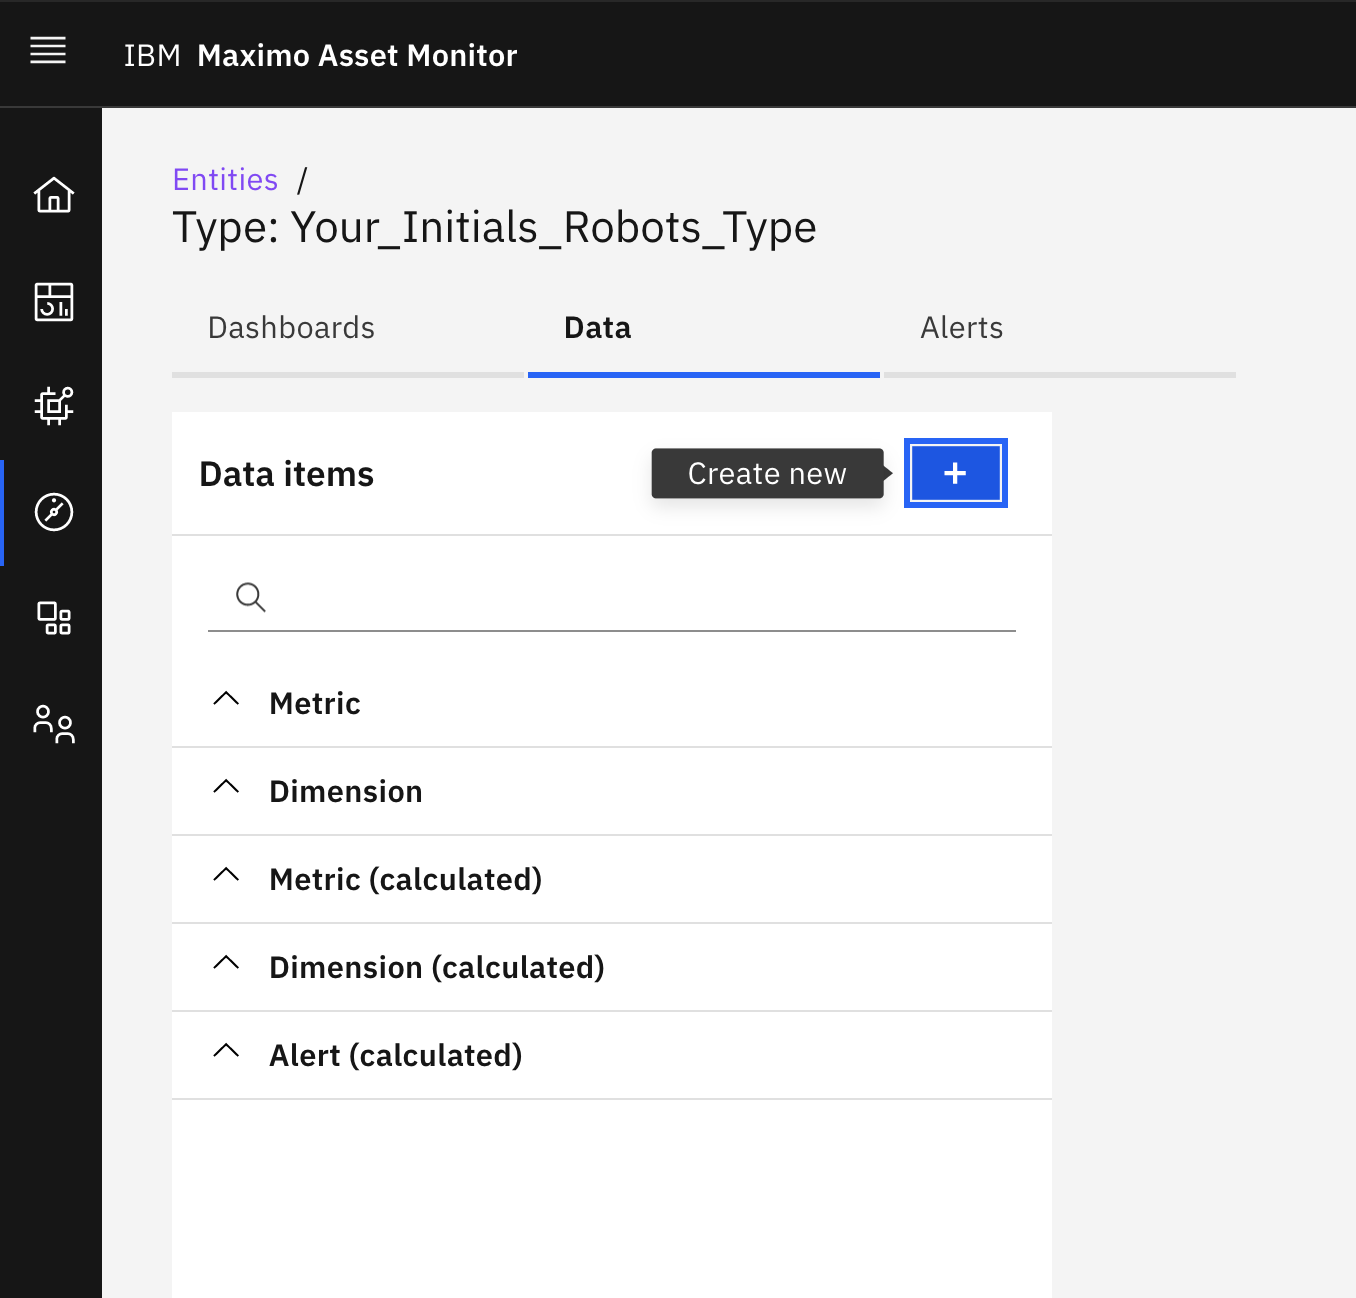 IBM Maximo Asset Monitor
Entities /
Type: Your_Initials_Robots_Type
Dashboards Data Alerts
Data items Create new +
Metric
Dimension
Metric (calculated)
Dimension (calculated)
Alert (calculated)